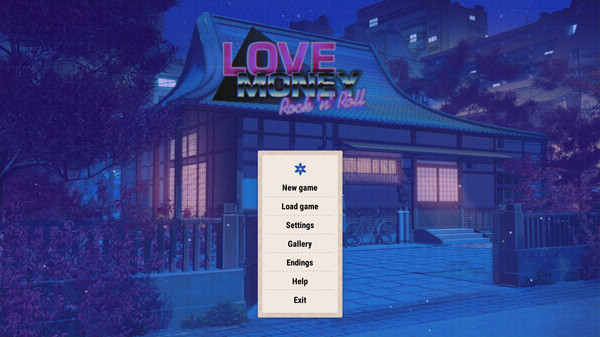 LOVE
MONEY
Rock 'n' Roll
New game
Load game
Settings
Gallery
Endings
Help
Exit